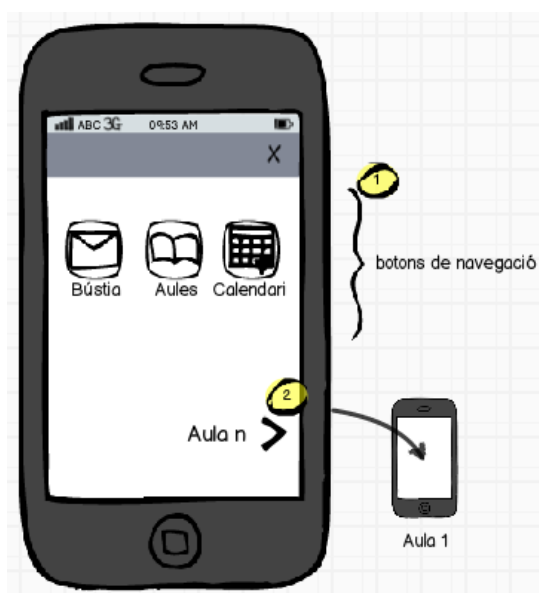 ABC 3G 09:53 AM
X
1
botons de navegació
Bústia Aules Calendari
2
Aula n
Aula 1